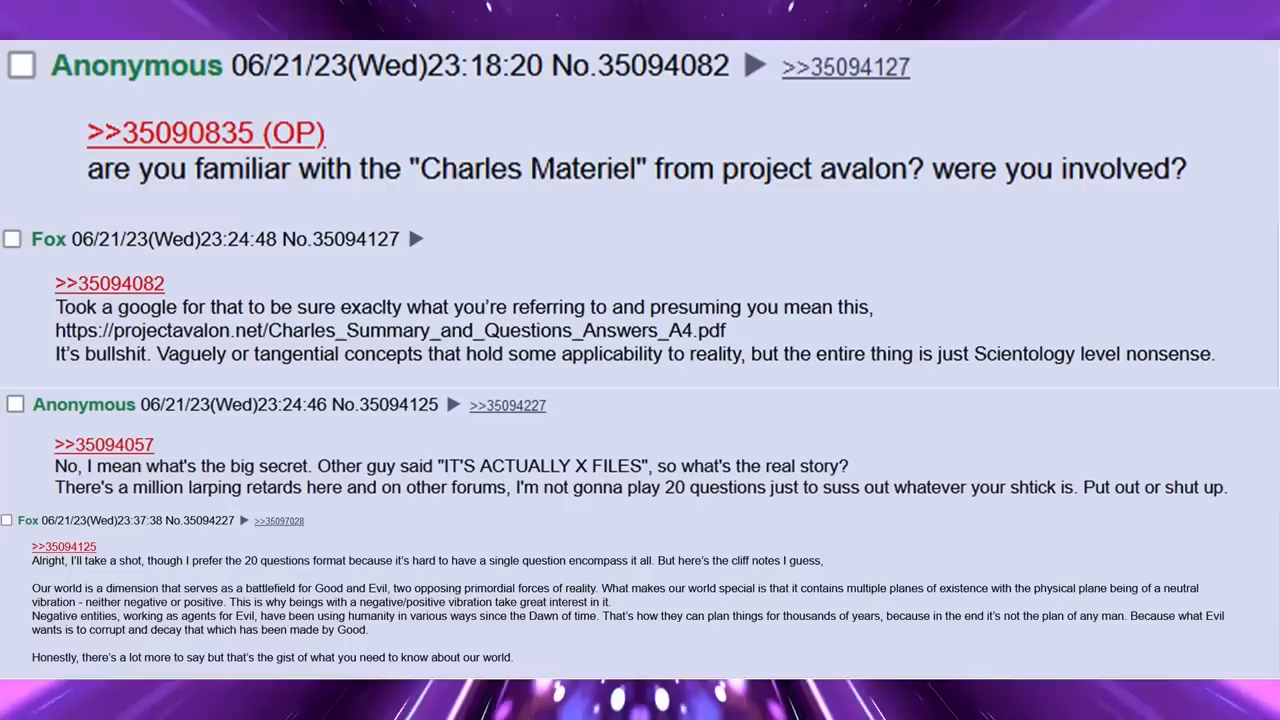 Anonymous 06/21/23(Wed)23:18:20 No.35094082 ▶ >>35094127
>>35090835 (OP)
are you familiar with the "Charles Materiel" from project avalon? were you involved?
Fox 06/21/23(Wed)23:24:48 No.35094127 ▶
>>35094082
Took a google for that to be sure exaclty what you’re referring to and presuming you mean this,
https://projectavalon.net/Charles_Summary_and_Questions_Answers_A4.pdf
It’s bullshit. Vaguely or tangential concepts that hold some applicability to reality, but the entire thing is just Scientology level nonsense.
Anonymous 06/21/23(Wed)23:24:46 No.35094125 ▶ >>35094227
>>35094057
No, I mean what's the big secret. Other guy said "IT'S ACTUALLY X FILES", so what's the real story?
There's a million larping retards here and on other forums, I'm not gonna play 20 questions just to suss out whatever your shtick is. Put out or shut up.
Fox 06/21/23(Wed)23:37:38 No.35094227 ▶ >>35097028
>>35094125
Alright, I’ll take a shot, though I prefer the 20 questions format because it’s hard to have a single question encompass it all. But here’s the cliff notes I guess,
Our world is a dimension that serves as a battlefield for Good and Evil, two opposing primordial forces of reality. What makes our world special is that it contains multiple planes of existence with the physical plane being of a neutral
vibration - neither negative or positive. This is why beings with a negative/positive vibration take great interest in it.
Negative entities, working as agents for Evil, have been using humanity in various ways since the Dawn of time. That’s how they can plan things for thousands of years, because in the end it’s not the plan of any man. Because what Evil
wants is to corrupt and decay that which has been made by Good.
Honestly, there’s a lot more to say but that’s the gist of what you need to know about our world.